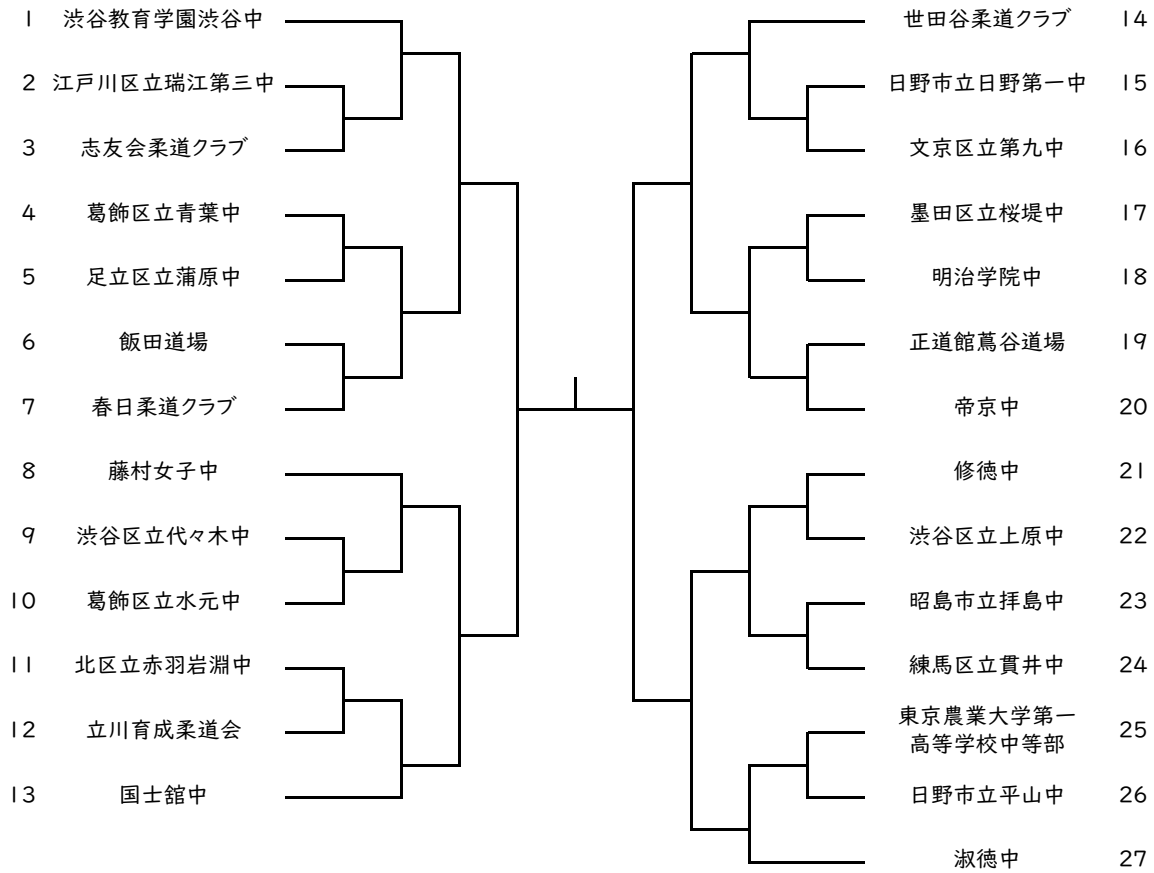 1 渋谷教育学園渋谷中
2 江戸川区立瑞江第三中
3 志友会柔道クラブ
4 葛飾区立青葉中
5 足立区立蒲原中
6 飯田道場
7 春日柔道クラブ
8 藤村女子中
9 渋谷区立代々木中
10 葛飾区立水元中
11 北区立赤羽岩淵中
12 立川育成柔道会
13 国士舘中
世田谷柔道クラブ 14
日野市立日野第一中 15
文京区立第九中 16
墨田区立桜堤中 17
明治学院中 18
正道館蔦谷道場 19
帝京中 20
修徳中 21
渋谷区立上原中 22
昭島市立拝島中 23
練馬区立貫井中 24
東京農業大学第一
高等学校中等部 25
日野市立平山中 26
淑徳中 27